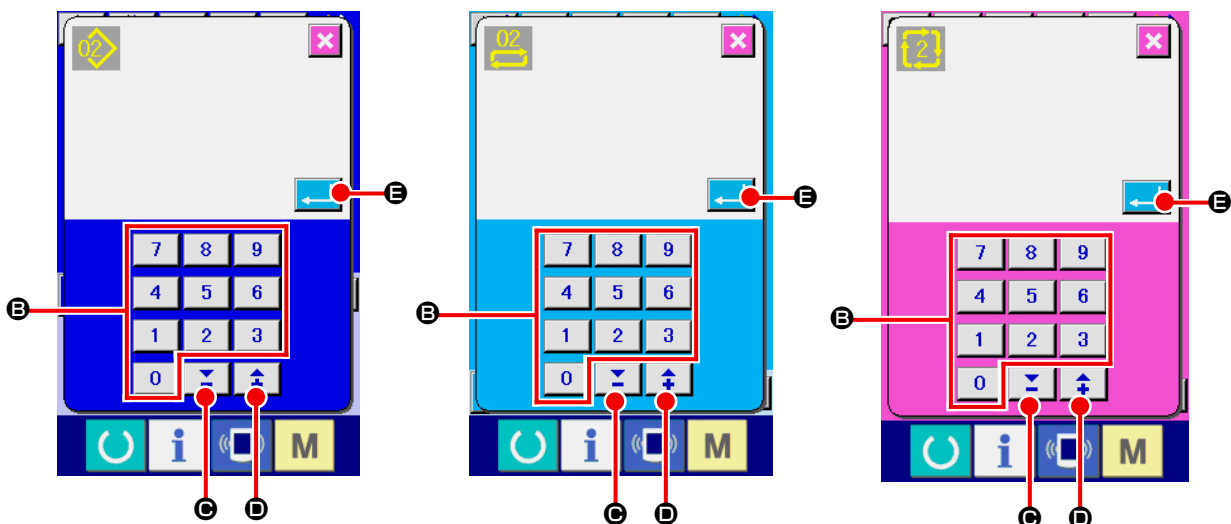 02 02 2
E E E
7 8 9 7 8 9 7 8 9
4 5 6 4 5 6 4 5 6
B B B
1 2 3 1 2 3 1 2 3
0 − + 0 − + 0 − +
i M i M i M
C D C D C D